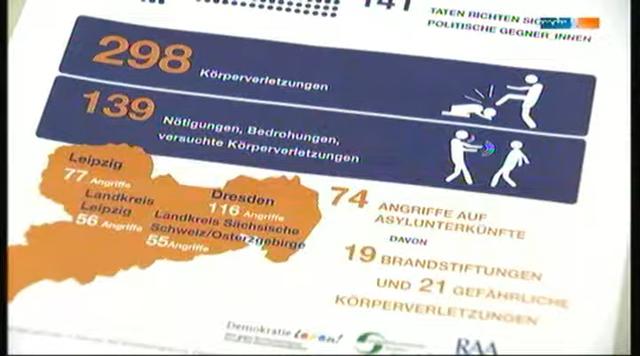 141 TATEN RICHTEN SICH
POLITISCHE GEGNER_INNEN
298 Körperverletzungen
139 Nötigungen, Bedrohungen,
versuchte Körperverletzungen
Leipzig
77 Angriffe
Landkreis
Leipzig
56 Angriffe
Dresden
116 Angriffe
Landkreis Sächsische
Schweiz/Osterzgebirge
55 Angriffe
74 ANGRIFFE AUF
ASYLUNTERKÜNFTE
DAVON
19 BRANDSTIFTUNGEN
UND 21 GEFÄHRLICHE
KÖRPERVERLETZUNGEN
Demokratie leben!
RAA